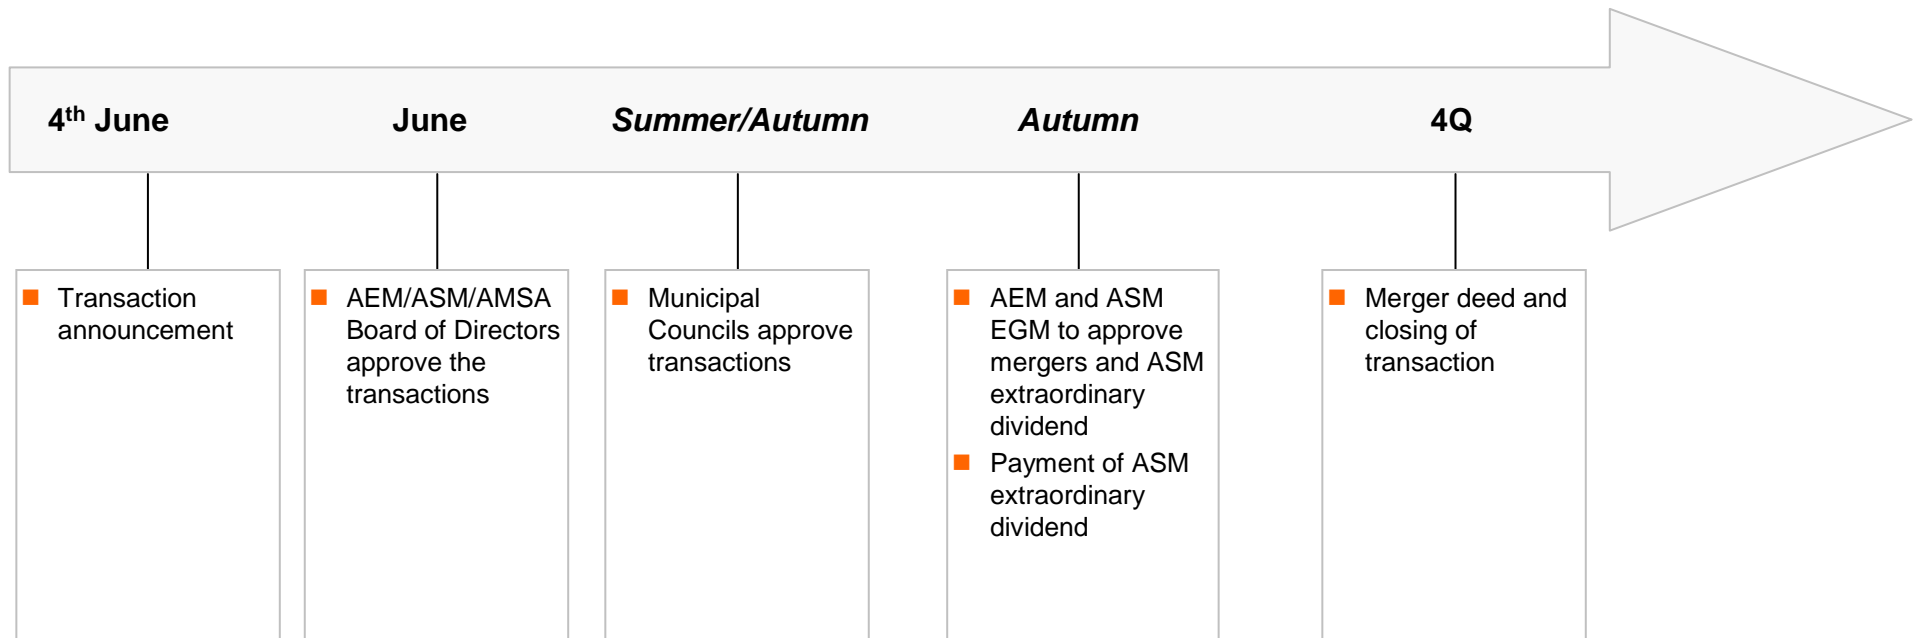 4th June
June
Summer/Autumn
Autumn
4Q
Transaction
announcement
AEM/ASM/AMSA
Board of Directors
approve the
transactions
Municipal
Councils approve
transactions
AEM and ASM
EGM to approve
mergers and ASM
extraordinary
dividend
Payment of ASM
extraordinary
dividend
Merger deed and
closing of
transaction